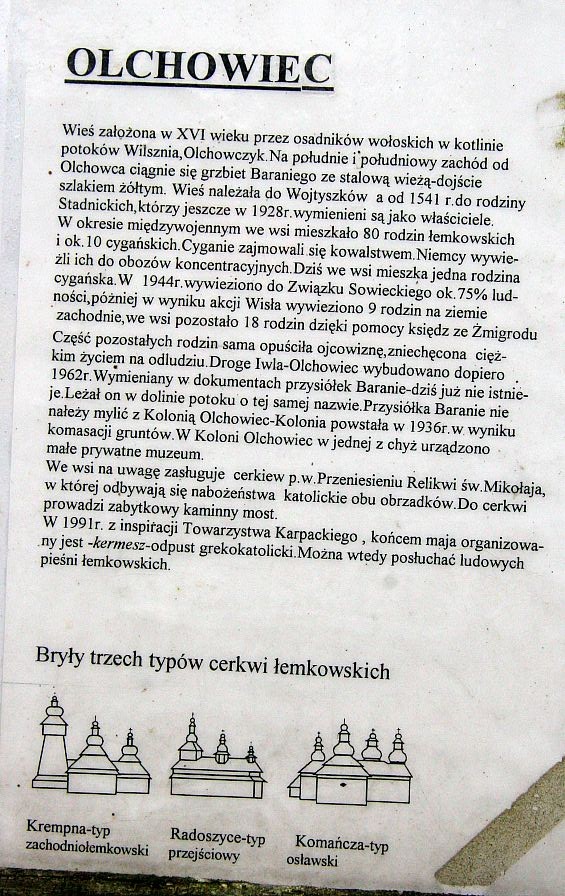 OLCHOWIEC
Wieś założona w XVI wieku przez osadników wołoskich w kotlinie
potoków Wilsznia,Olchowczyk.Na południe i południowy zachód od
Olchowca ciągnie się grzbiet Baraniego ze stalową wieżą-dojście
szlakiem żółtym. Wieś należała do Wojtyszków a od 1541 r.do rodziny
Stadnickich,którzy jeszcze w 1928r.wymienieni są jako właściciele.
W okresie międzywojennym we wsi mieszkało 80 rodzin łemkowskich
i ok.10 cygańskich.Cyganie zajmowali się kowalstwem.Niemcy wywie-
źli ich do obozów koncentracyjnych.Dziś we wsi mieszka jedna rodzina
cygańska.W 1944r.wywieziono do Związku Sowieckiego ok.75% lud-
ności,później w wyniku akcji Wisła wywieziono 9 rodzin na ziemie
zachodnie,we wsi pozostało 18 rodzin dzięki pomocy księdz ze Żmigrodu
Część pozostałych rodzin sama opuściła ojcowiznę,zniechęcona cięż-
kim życiem na odludziu.Droge Iwla-Olchowiec wybudowano dopiero
1962r.Wymieniany w dokumentach przysiółek Baranie-dziś już nie istnie-
je.Leżał on w dolinie potoku o tej samej nazwie.Przysiółka Baranie nie
należy mylić z Kolonią Olchowiec-Kolonia powstała w 1936r.w wyniku
komasacji gruntów.W Koloni Olchowiec w jednej z chyż urządzono
małe prywatne muzeum.
We wsi na uwagę zasługuje cerkiew p.w.Przeniesieniu Relikwi św.Mikołaja,
w której odbywają się nabożeństwa katolickie obu obrzadków.Do cerkwi
prowadzi zabytkowy kaminny most.
W 1991r. z inspiracji Towarzystwa Karpackiego , końcem maja organizowa-
ny jest -kermesz-odpust grekokatolicki.Można wtedy posłuchać ludowych
pieśni łemkowskich.
Bryły trzech typów cerkwi łemkowskich
Krempna-typ
zachodniołemkowski
Radoszyce-typ
przejściowy
Komańcza-typ
osławski